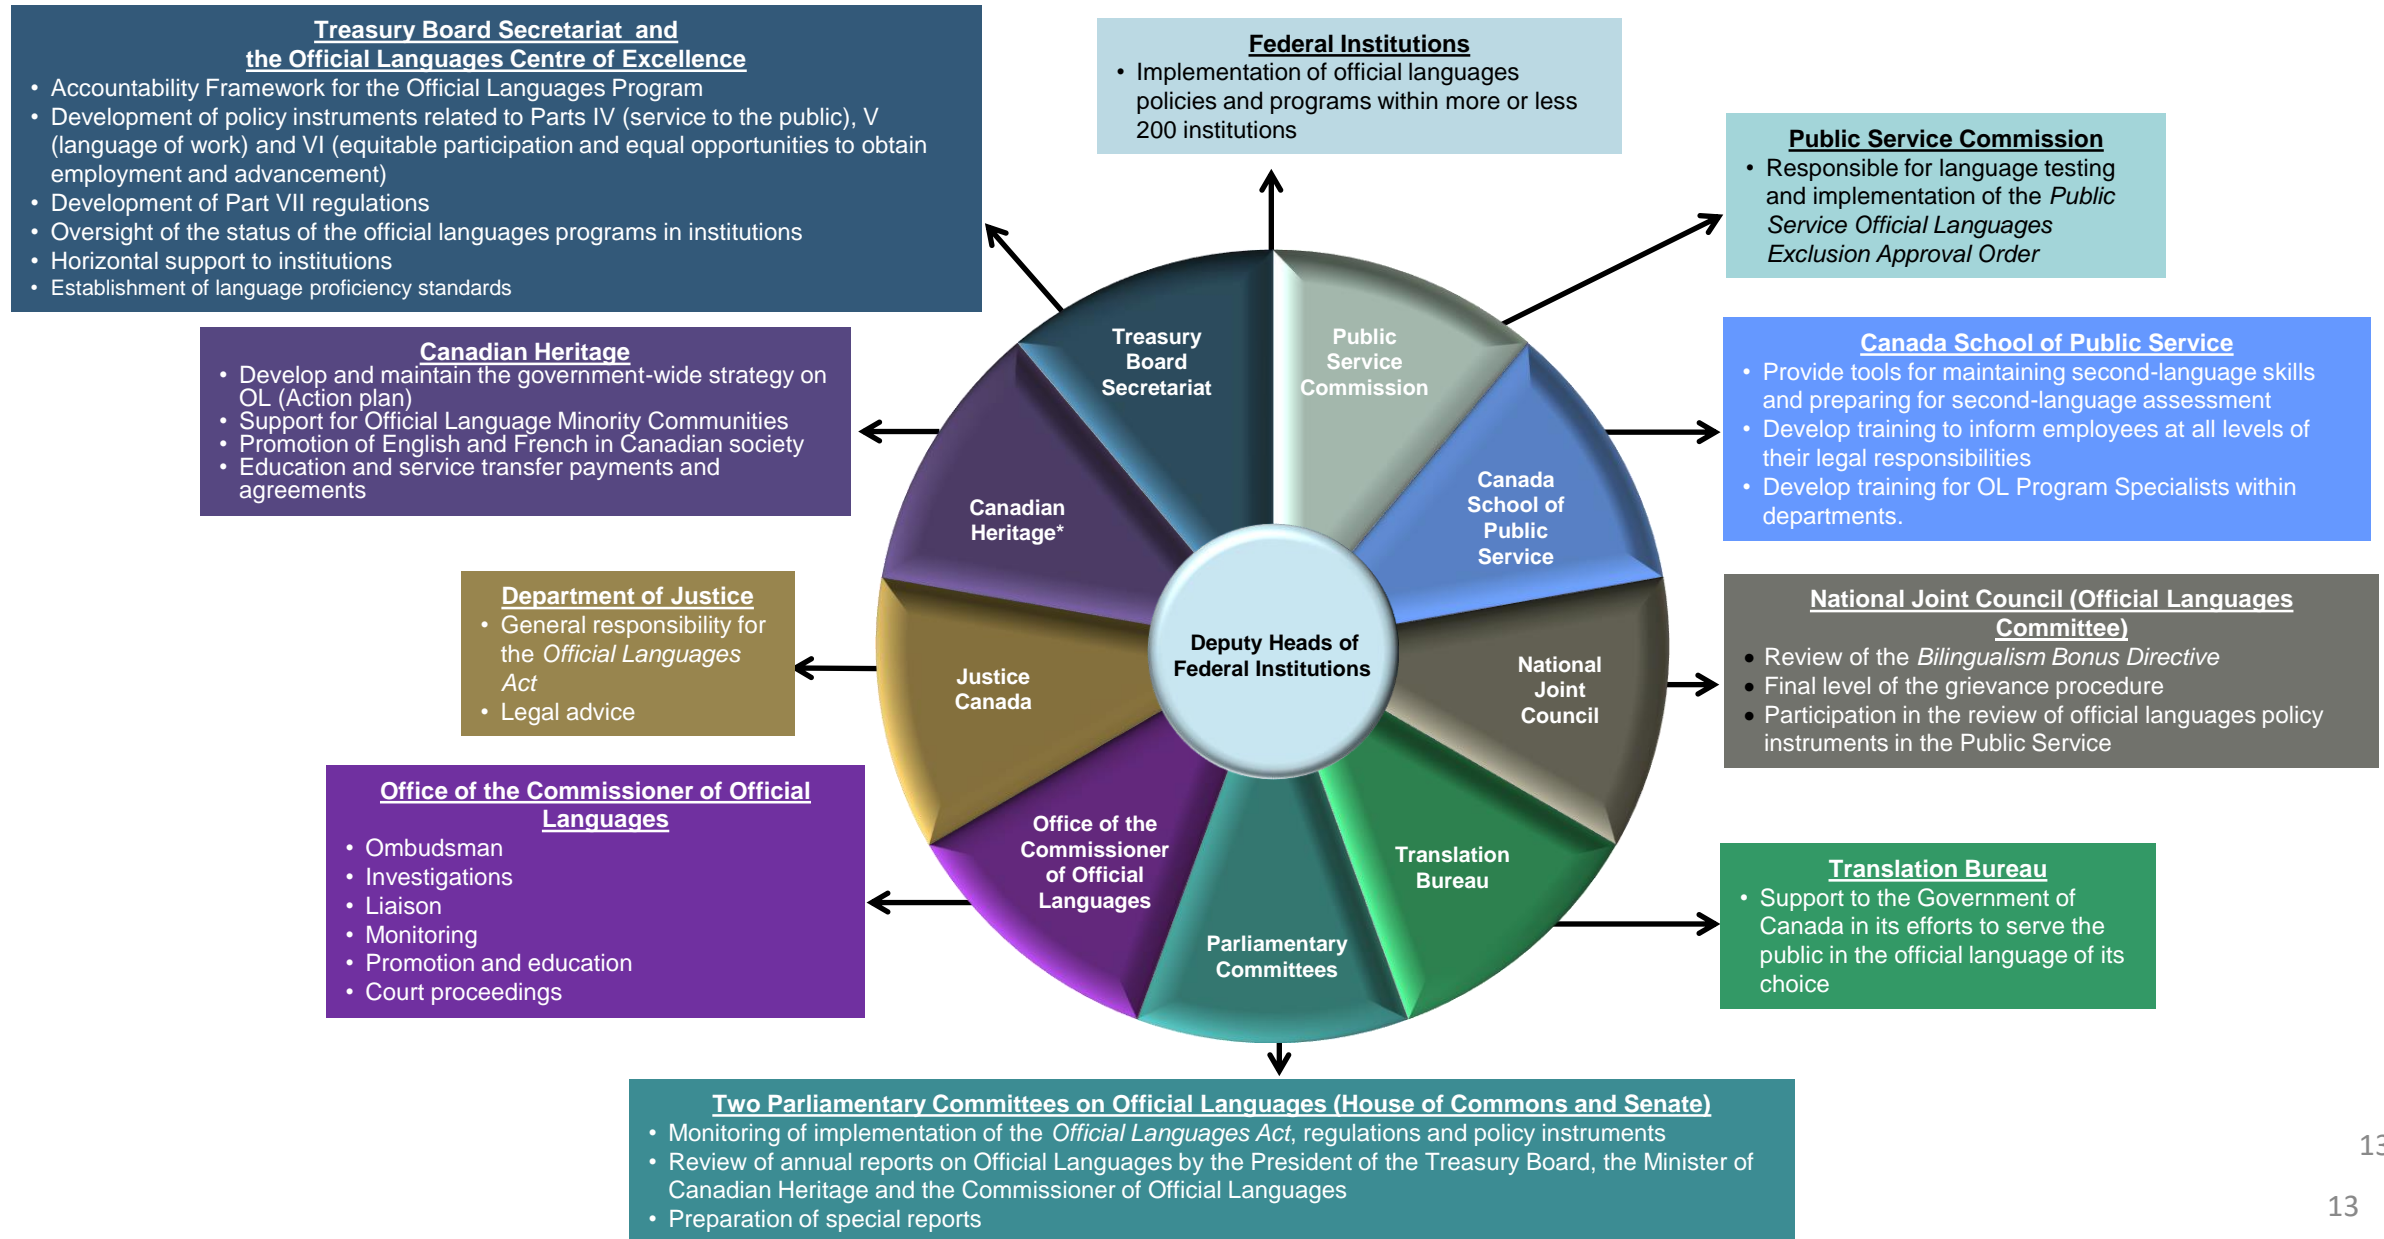 Treasury Board Secretariat and
the Official Languages Centre of Excellence
• Accountability Framework for the Official Languages Program
• Development of policy instruments related to Parts IV (service to the public), V
(language of work) and VI (equitable participation and equal opportunities to obtain
employment and advancement)
• Development of Part VII regulations
• Oversight of the status of the official languages programs in institutions
• Horizontal support to institutions
• Establishment of language proficiency standards
Federal Institutions
• Implementation of official languages
policies and programs within more or less
200 institutions
Public Service Commission
• Responsible for language testing
and implementation of the Public
Service Official Languages
Exclusion Approval Order
Canadian Heritage
• Develop and maintain the government-wide strategy on
OL (Action plan)
• Support for Official Language Minority Communities
• Promotion of English and French in Canadian society
• Education and service transfer payments and
agreements
Canada School of Public Service
• Provide tools for maintaining second-language skills
and preparing for second-language assessment
• Develop training to inform employees at all levels of
their legal responsibilities
• Develop training for OL Program Specialists within
departments.
Treasury
Board
Secretariat
Public
Service
Commission
Canada
School of
Public
Service
Canadian
Heritage*
Department of Justice
• General responsibility for
the Official Languages
Act
• Legal advice
Deputy Heads of
Federal Institutions
Justice
Canada
National
Joint
Council
National Joint Council (Official Languages
Committee)
• Review of the Bilingualism Bonus Directive
• Final level of the grievance procedure
• Participation in the review of official languages policy
instruments in the Public Service
Office of the Commissioner of Official
Languages
• Ombudsman
• Investigations
• Liaison
• Monitoring
• Promotion and education
• Court proceedings
Office of the
Commissioner
of Official
Languages
Parliamentary
Committees
Translation
Bureau
Translation Bureau
• Support to the Government of
Canada in its efforts to serve the
public in the official language of its
choice
Two Parliamentary Committees on Official Languages (House of Commons and Senate)
• Monitoring of implementation of the Official Languages Act, regulations and policy instruments
• Review of annual reports on Official Languages by the President of the Treasury Board, the Minister of
Canadian Heritage and the Commissioner of Official Languages
• Preparation of special reports
13
13